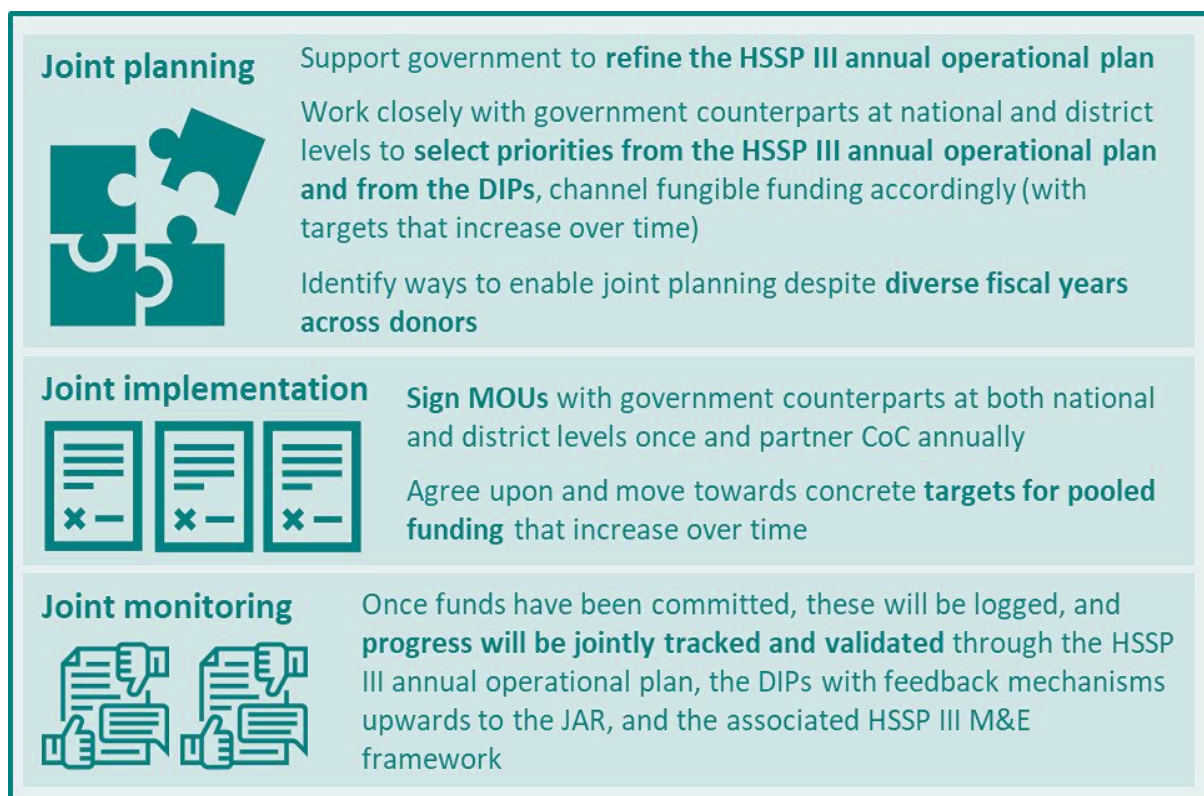 Joint planning
Support government to refine the HSSP III annual operational plan
Work closely with government counterparts at national and district
levels to select priorities from the HSSP III annual operational plan
and from the DIPs, channel fungible funding accordingly (with
targets that increase over time)
Identify ways to enable joint planning despite diverse fiscal years
across donors
Joint implementation
Sign MOUs with government counterparts at both national
and district levels once and partner CoC annually
Agree upon and move towards concrete targets for pooled
funding that increase over time
Joint monitoring
Once funds have been committed, these will be logged, and
progress will be jointly tracked and validated through the HSSP
III annual operational plan, the DIPs with feedback mechanisms
upwards to the JAR, and the associated HSSP III M&E
framework